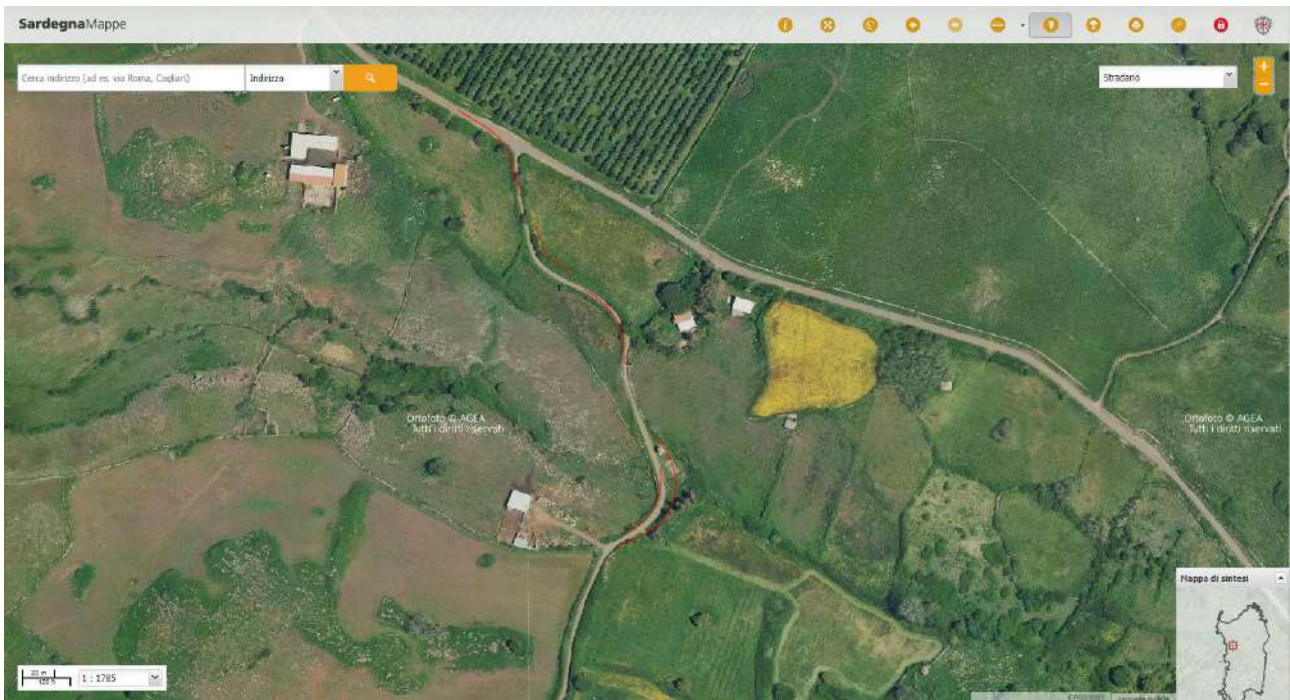 SardegnaMappe
Cerca indirizzo (ad es. via Roma, Cagliari)
Indirizzo
Stradario
Ortofoto © AGEA
Tutti i diritti riservati
Ortofoto © AGEA
Tutti i diritti riservati
Mappa di sintesi
20 m
1 : 1785